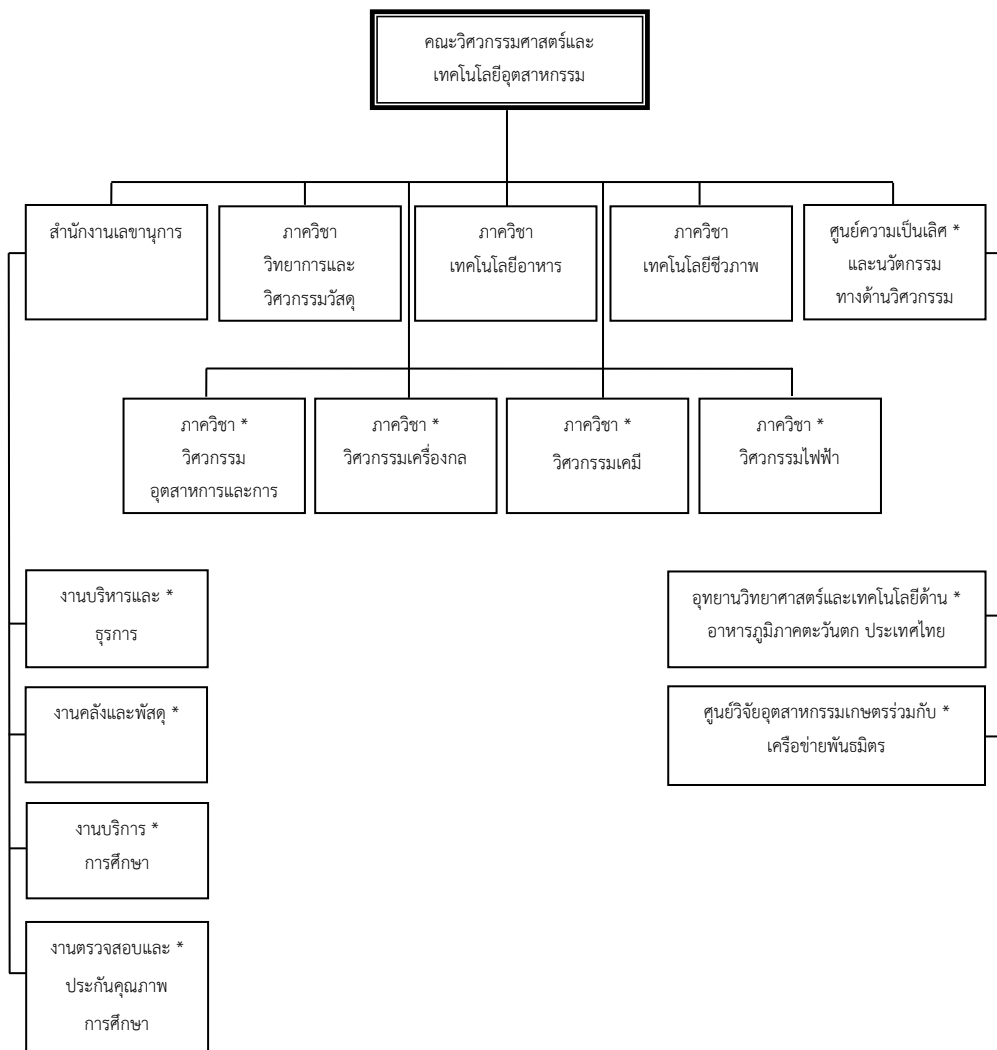 คณะวิศวกรรมศาสตร์และ
เทคโนโลยีอุตสาหกรรม
สำนักงานเลขานุการ
ภาควิชา
วิทยาการและ
วิศวกรรมวัสดุ
ภาควิชา
เทคโนโลยีอาหาร
ภาควิชา
เทคโนโลยีชีวภาพ
ศูนย์ความเป็นเลิศ *
และนวัตกรรม
ทางด้านวิศวกรรม
ภาควิชา *
วิศวกรรม
อุตสาหการและการ
ภาควิชา *
วิศวกรรมเครื่องกล
ภาควิชา *
วิศวกรรมเคมี
ภาควิชา *
วิศวกรรมไฟฟ้า
งานบริหารและ *
ธุรการ
งานคลังและพัสดุ *
งานบริการ *
การศึกษา
งานตรวจสอบและ *
ประกันคุณภาพ
การศึกษา
อุทยานวิทยาศาสตร์และเทคโนโลยีด้าน *
อาหารภูมิภาคตะวันตก ประเทศไทย
ศูนย์วิจัยอุตสาหกรรมเกษตรร่วมกับ *
เครือข่ายพันธมิตร